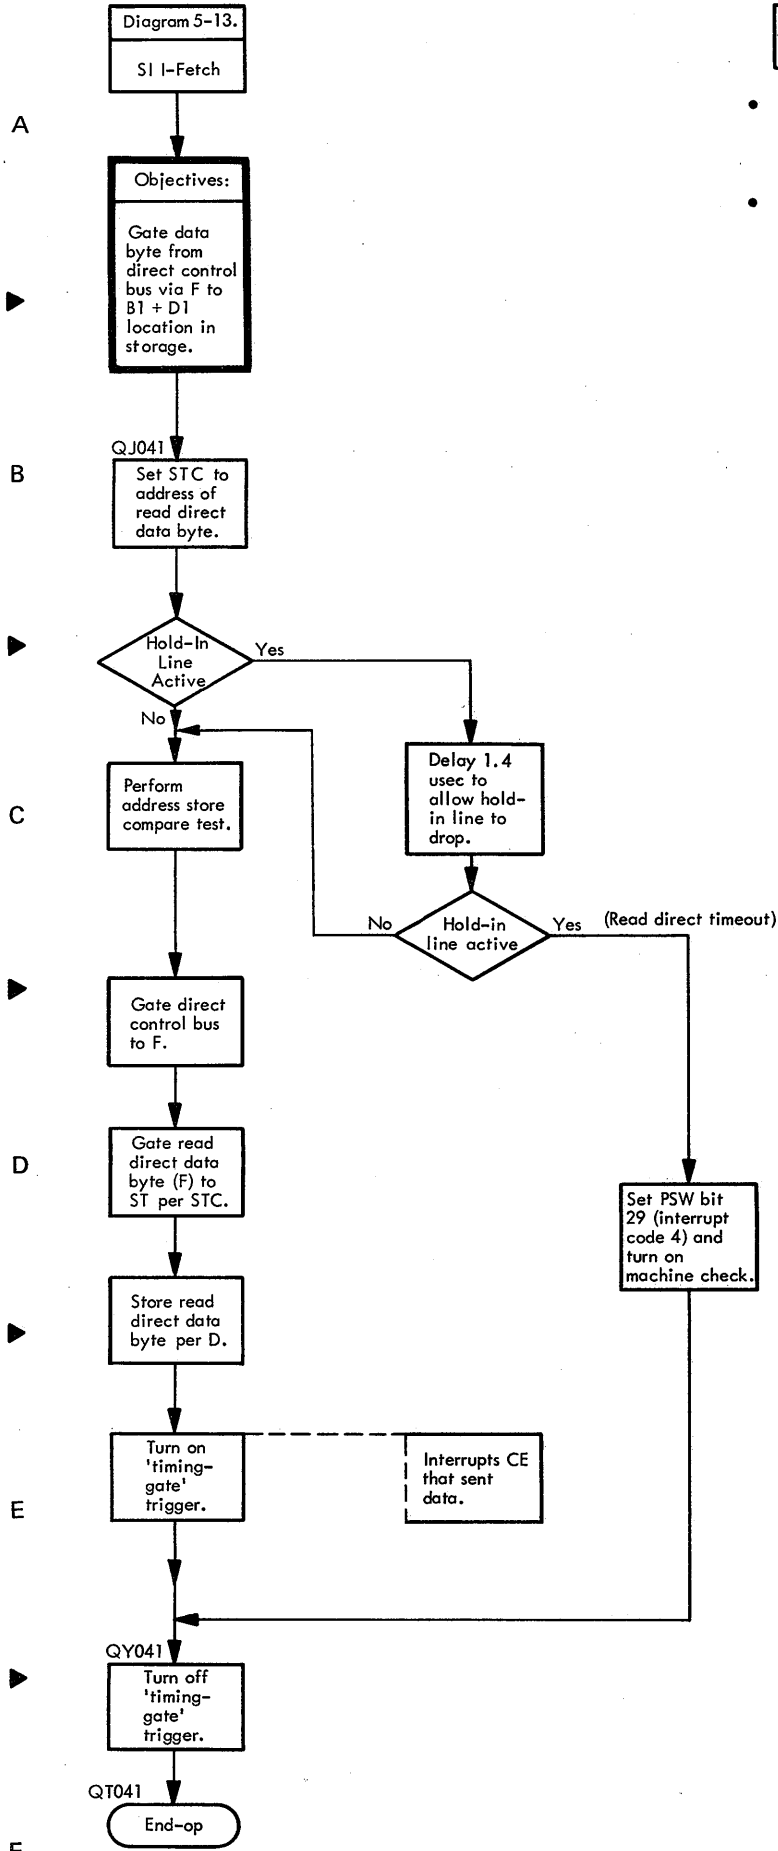 Diagram 5-13.
SI I-Fetch
A
Objectives:
Gate data
byte from
direct control
bus via F to
B1 + D1
location in
storage.
QJ041
B
Set STC to
address of
read direct
data byte.
Hold-In
Line
Active
Yes
No
Delay 1.4
usec to
allow hold-
in line to
drop.
C
Perform
address store
compare test.
Hold-in
line active
No
Yes
(Read direct timeout)
Gate direct
control bus
to F.
D
Gate read
direct data
byte (F) to
ST per STC.
Set PSW bit
29 (interrupt
code 4) and
turn on
machine check.
Store read
direct data
byte per D.
Turn on
'timing-
gate'
trigger.
Interrupts CE
that sent
data.
E
QY041
Turn off
'timing-
gate'
trigger.
QT041
End-op